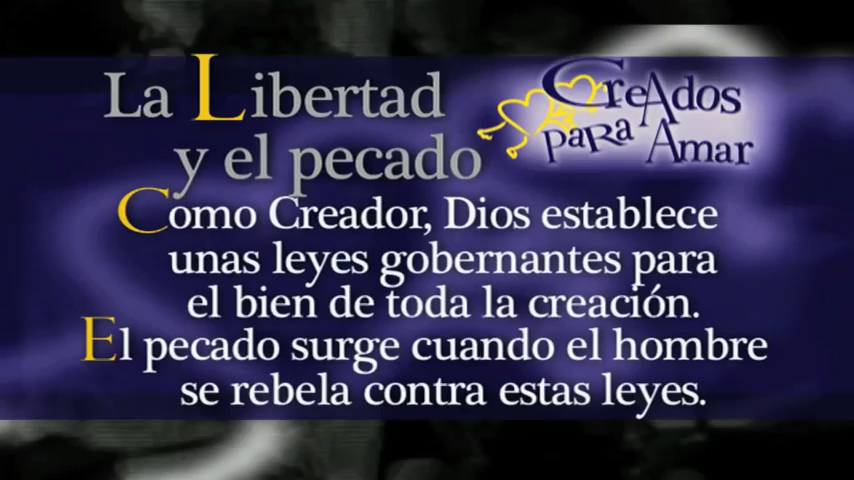 La Libertad
y el pecado
CreAdos
paRa Amar
Como Creador, Dios establece
unas leyes gobernantes para
el bien de toda la creación.
El pecado surge cuando el hombre
se rebela contra estas leyes.